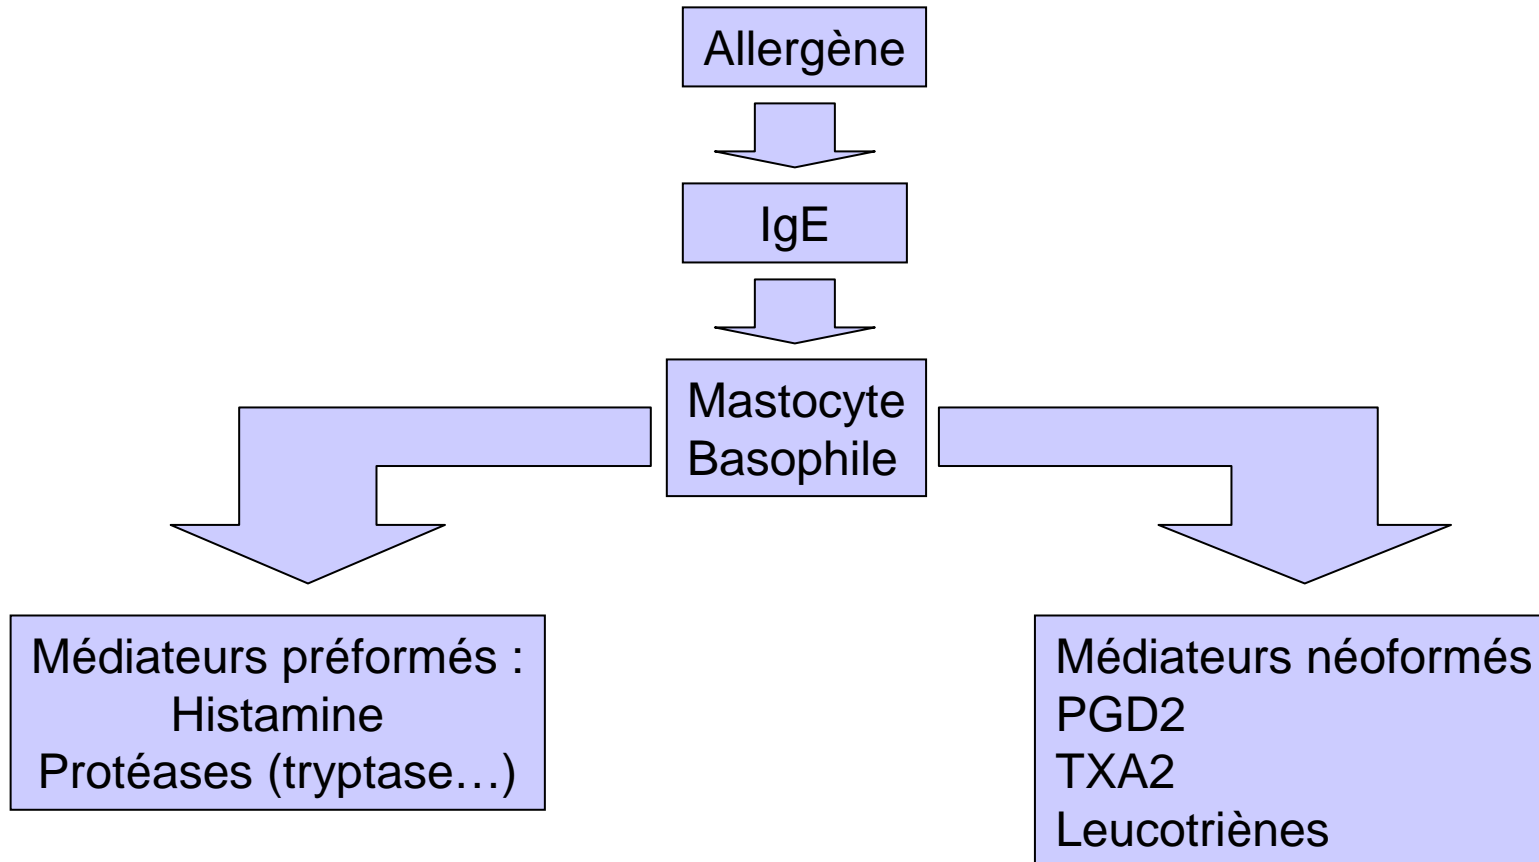 Allergène
IgE
Mastocyte
Basophile
Médiateurs préformés :
Histamine
Protéases (tryptase…)
Médiateurs néoformés
PGD2
TXA2
Leucotriènes